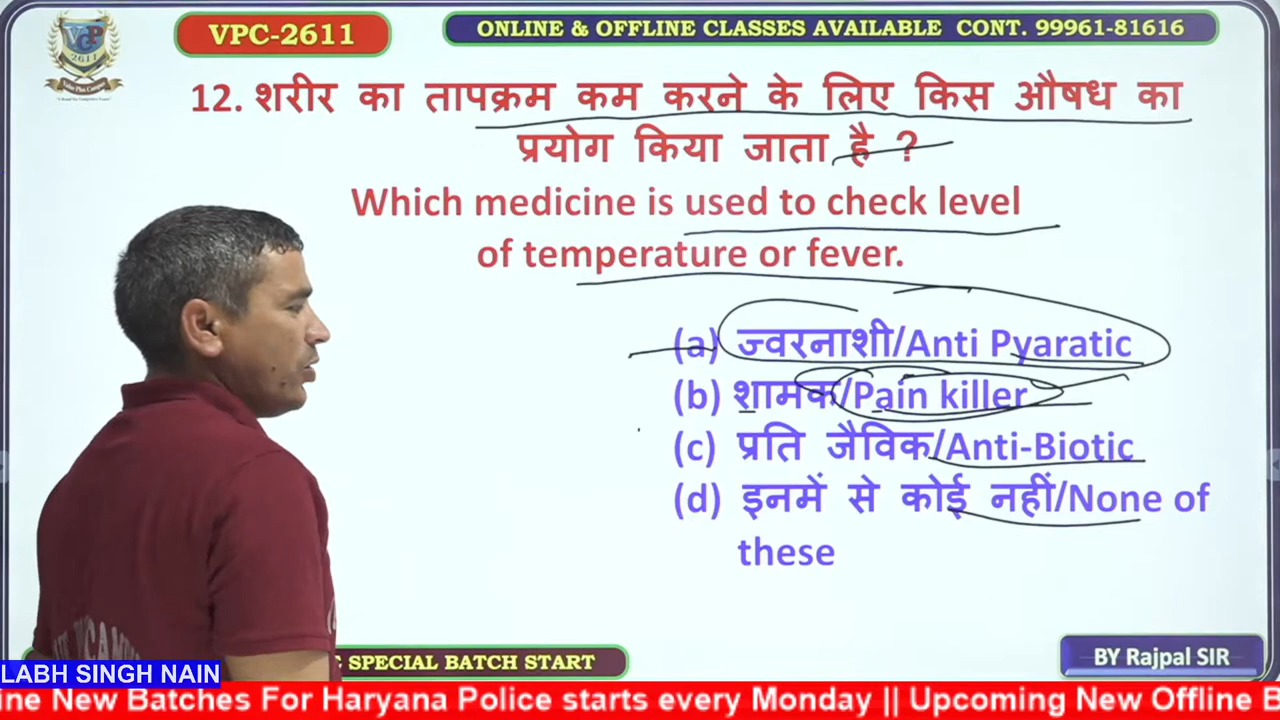 VPC-2611
ONLINE & OFFLINE CLASSES AVAILABLE CONT. 99961-81616
VCP
2611
12. शरीर का तापक्रम कम करने के लिए किस औषध का
प्रयोग किया जाता है ?
Which medicine is used to check level
of temperature or fever.
(a) ज्वरनाशी/Anti Pyaratic
(b) शामक/Pain killer
(c) प्रति जैविक/Anti-Biotic
(d) इनमें से कोई नहीं/None of
these
SPECIAL BATCH START
BY Rajpal SIR
LABH SINGH NAIN
ine New Batches For Haryana Police starts every Monday || Upcoming New Offline B